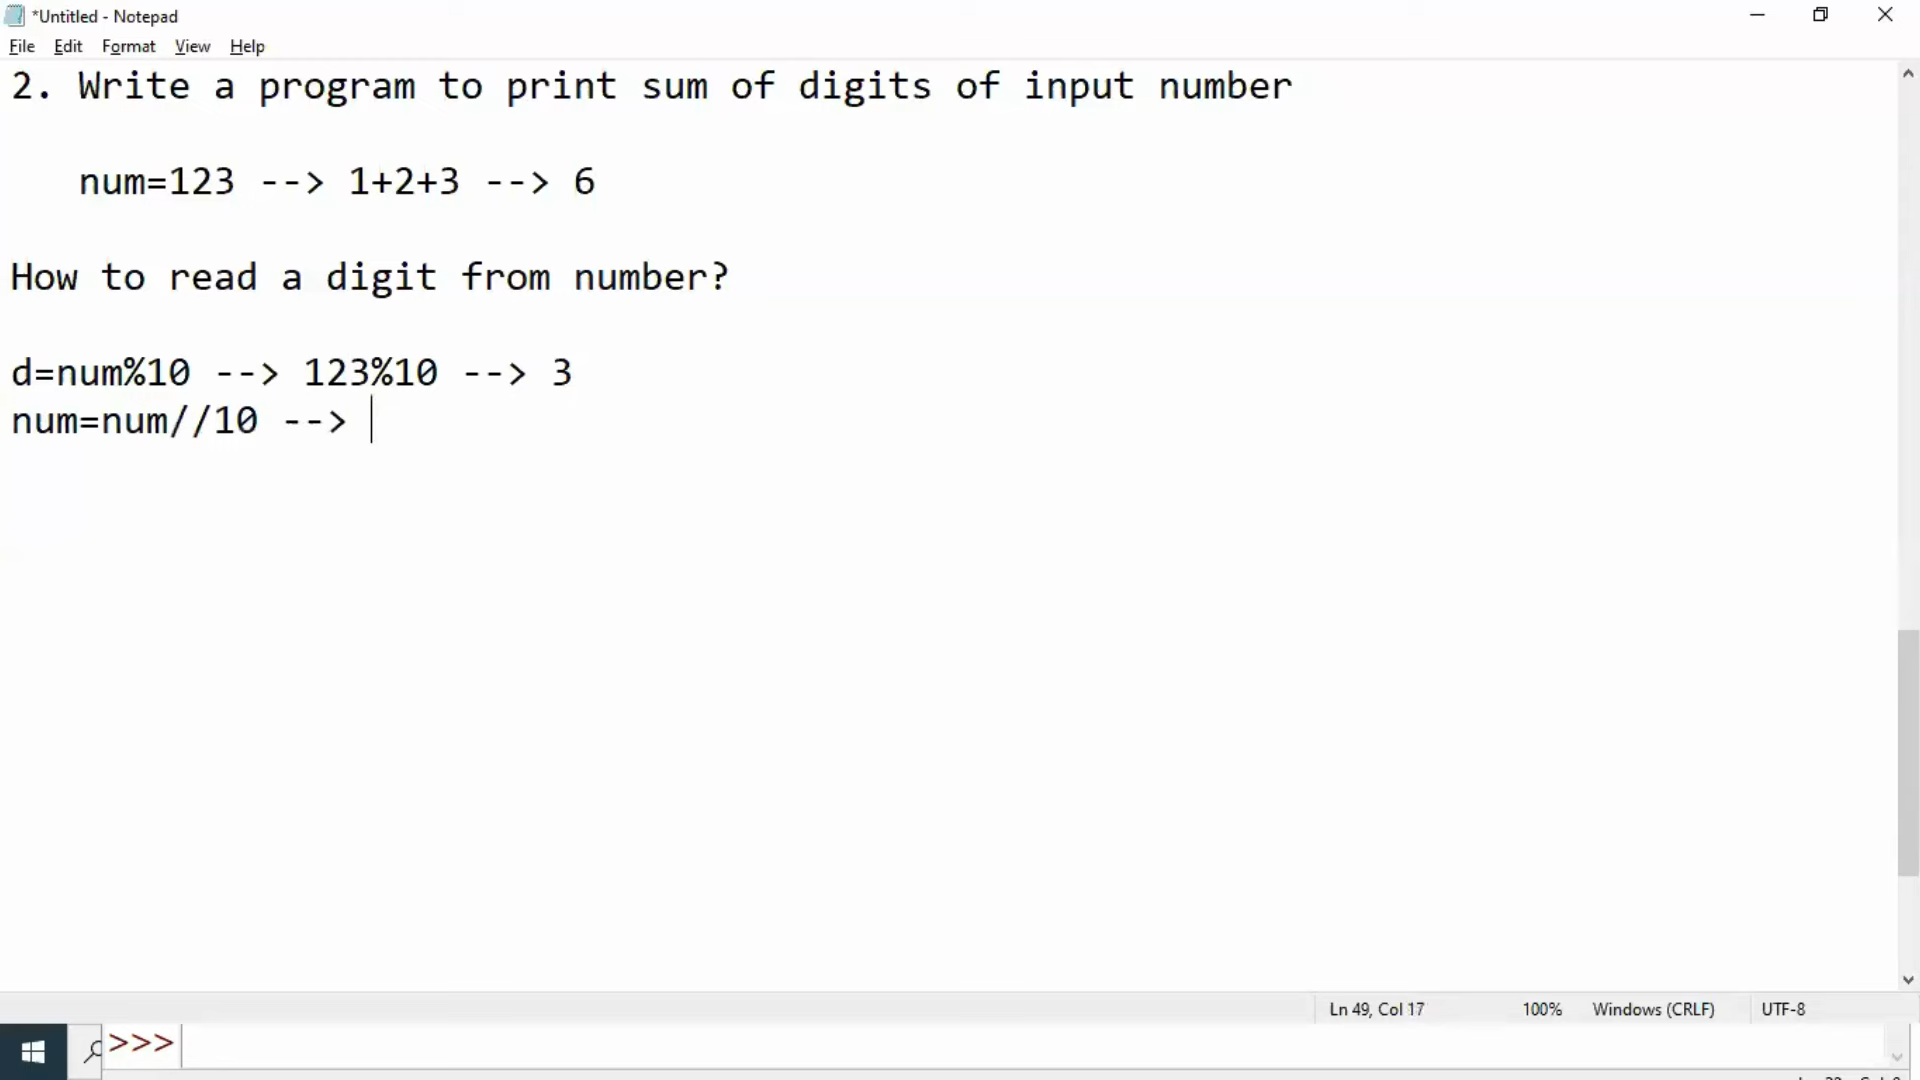 *Untitled - Notepad
File Edit Format View Help
2. Write a program to print sum of digits of input number
num=123 --> 1+2+3 --> 6
How to read a digit from number?
d=num%10 --> 123%10 --> 3
num=num//10 -->
Ln 49, Col 17 100% Windows (CRLF) UTF-8
>>>